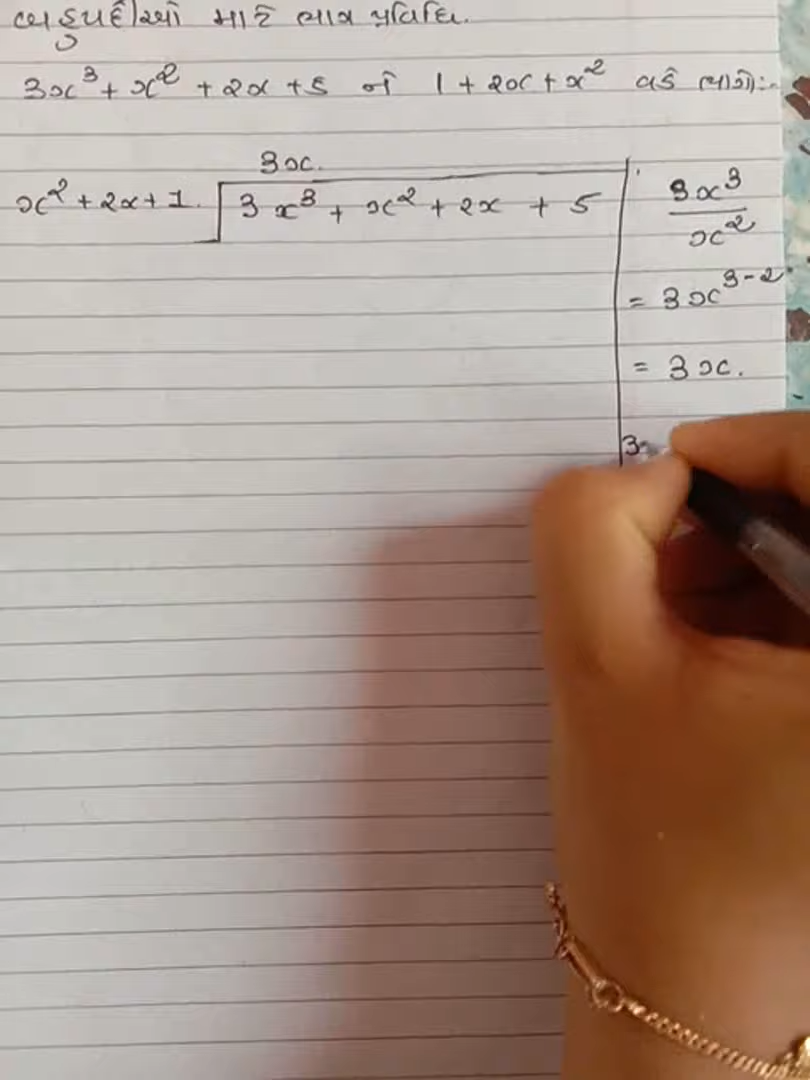 બહુપદીઓ માટે ભાગ પ્રવિધિ.
3x³ + x² + 2x + 5 ને 1 + 2x + x² વડે ભાગો:-
3x.
x² + 2x + 1. 3x³ + x² + 2x + 5
3x³
x²
= 3x³⁻²
= 3x.
3